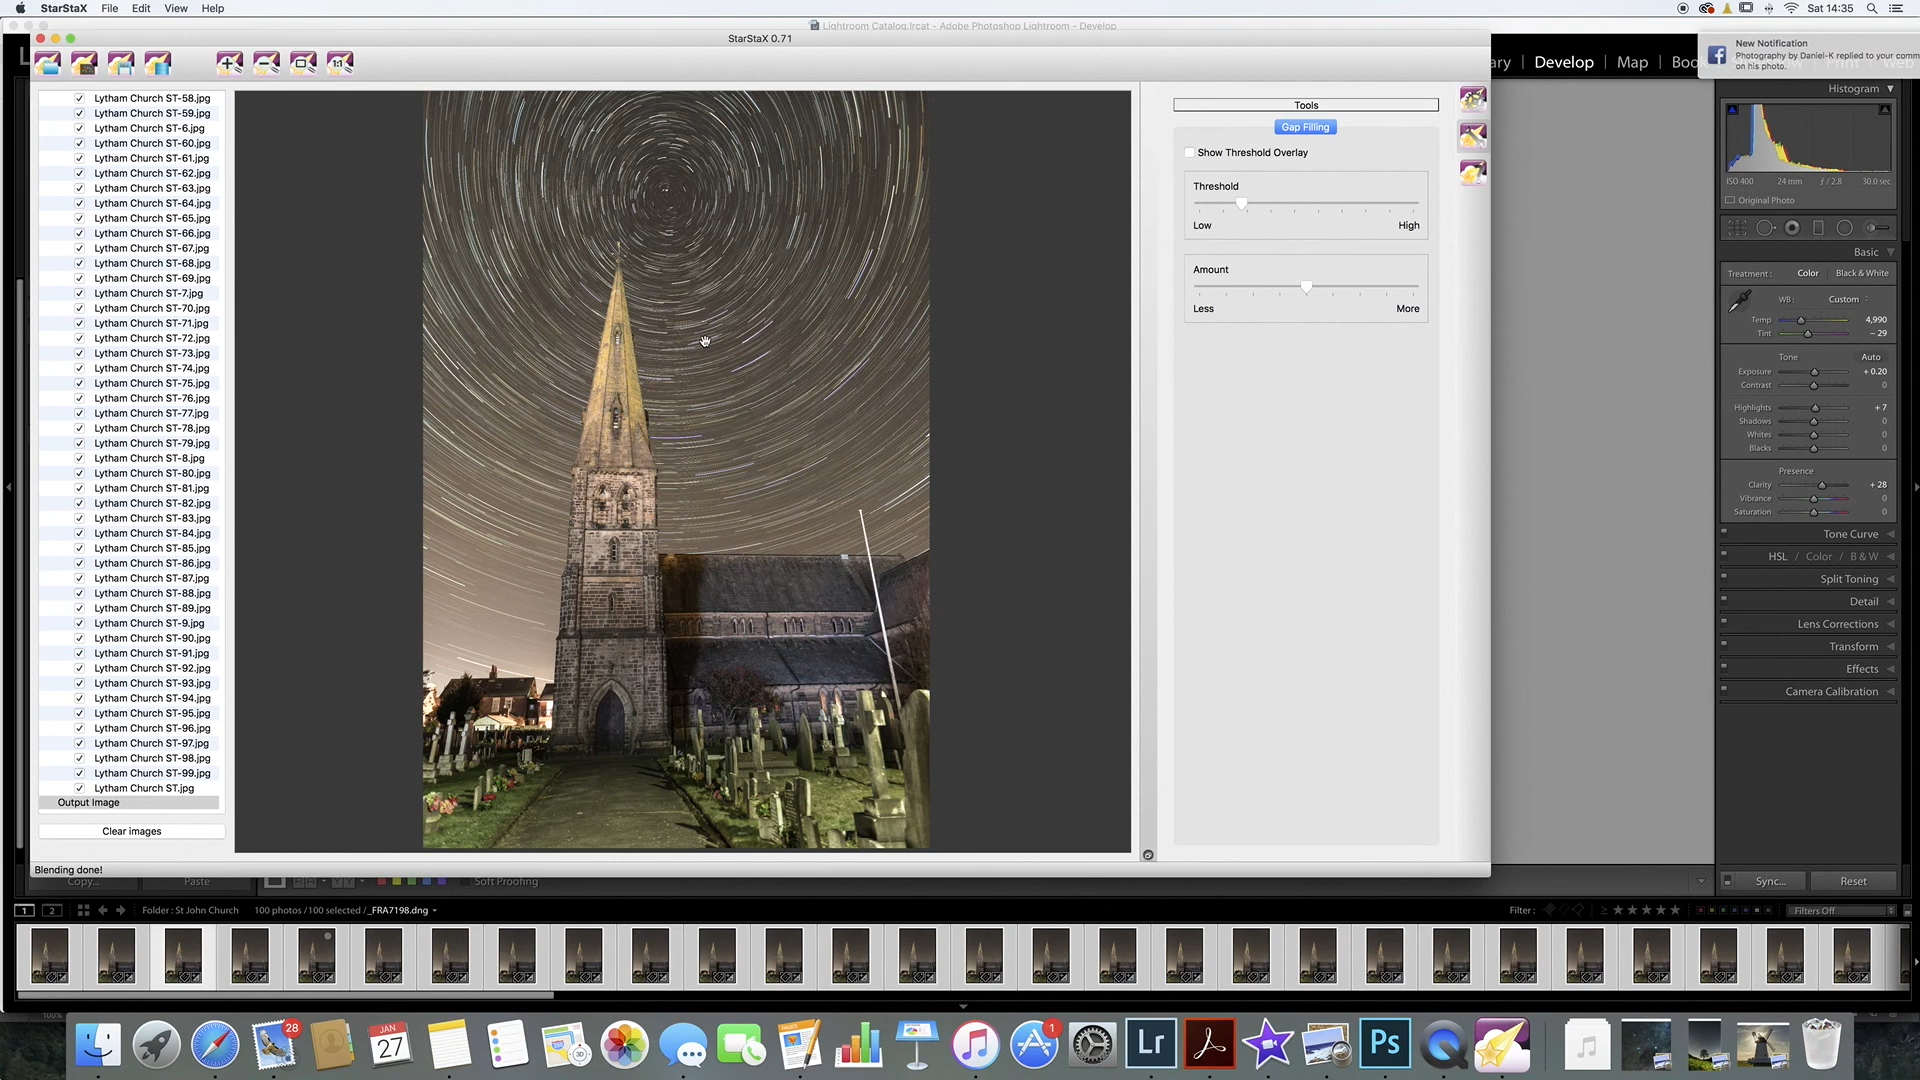 StarStaX File Edit View Help
Sat 14:35
Lightroom Catalog.lrcat - Adobe Photoshop Lightroom - Develop
StarStaX 0.71
New Notification
Photography by Daniel-K replied to your comm
on his photo.
ary | Develop | Map | Book
Lytham Church ST-58.jpg
Lytham Church ST-59.jpg
Lytham Church ST-6.jpg
Lytham Church ST-60.jpg
Lytham Church ST-61.jpg
Lytham Church ST-62.jpg
Lytham Church ST-63.jpg
Lytham Church ST-64.jpg
Lytham Church ST-65.jpg
Lytham Church ST-66.jpg
Lytham Church ST-67.jpg
Lytham Church ST-68.jpg
Lytham Church ST-69.jpg
Lytham Church ST-7.jpg
Lytham Church ST-70.jpg
Lytham Church ST-71.jpg
Lytham Church ST-72.jpg
Lytham Church ST-73.jpg
Lytham Church ST-74.jpg
Lytham Church ST-75.jpg
Lytham Church ST-76.jpg
Lytham Church ST-77.jpg
Lytham Church ST-78.jpg
Lytham Church ST-79.jpg
Lytham Church ST-8.jpg
Lytham Church ST-80.jpg
Lytham Church ST-81.jpg
Lytham Church ST-82.jpg
Lytham Church ST-83.jpg
Lytham Church ST-84.jpg
Lytham Church ST-85.jpg
Lytham Church ST-86.jpg
Lytham Church ST-87.jpg
Lytham Church ST-88.jpg
Lytham Church ST-89.jpg
Lytham Church ST-9.jpg
Lytham Church ST-90.jpg
Lytham Church ST-91.jpg
Lytham Church ST-92.jpg
Lytham Church ST-93.jpg
Lytham Church ST-94.jpg
Lytham Church ST-95.jpg
Lytham Church ST-96.jpg
Lytham Church ST-97.jpg
Lytham Church ST-98.jpg
Lytham Church ST-99.jpg
Lytham Church ST.jpg
Output Image
Clear images
Blending done!
Tools
Gap Filling
Show Threshold Overlay
Threshold
Low High
Amount
Less More
Histogram
ISO 400 24 mm ƒ / 2.8 30.0 sec
Original Photo
Basic
Treatment : Color Black & White
WB : Custom
Temp 4,990
Tint - 29
Tone Auto
Exposure + 0.20
Contrast 0
Highlights + 7
Shadows 0
Whites 0
Blacks 0
Presence
Clarity + 28
Vibrance 0
Saturation 0
Tone Curve
HSL / Color / B & W
Split Toning
Detail
Lens Corrections
Transform
Effects
Camera Calibration
Copy... Paste
Soft Proofing
Sync... Reset
1 2 Folder : St John Church 100 photos / 100 selected / _FRA7198.dng
Filter : Filters Off
100%
28
JAN
27
3D
PAGES
1
Lr
Ps